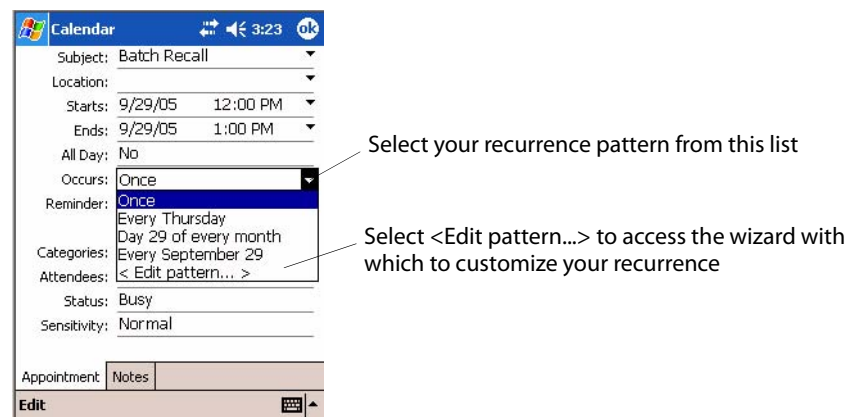 Calendar 3:23 ok
Subject: Batch Recall
Location:
Starts: 9/29/05 12:00 PM
Ends: 9/29/05 1:00 PM
All Day: No
Occurs: Once
Reminder: Once
Every Thursday
Day 29 of every month
Categories: Every September 29
Attendees: < Edit pattern... >
Status: Busy
Sensitivity: Normal
Appointment Notes
Edit
Select your recurrence pattern from this list
Select <Edit pattern...> to access the wizard with
which to customize your recurrence